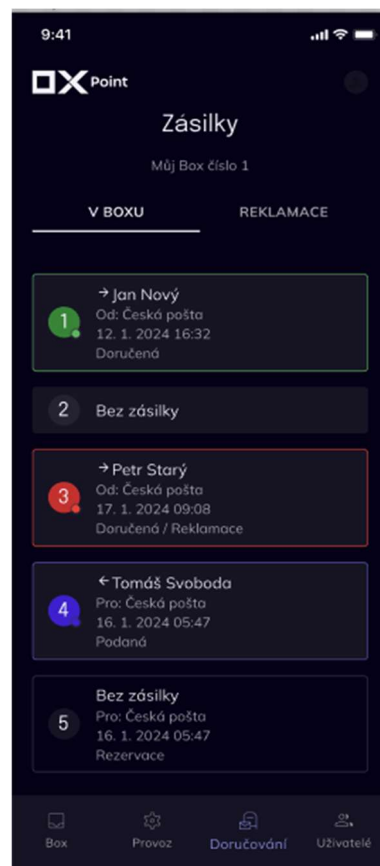 9:41
OX Point
Zásilky
Můj Box číslo 1
V BOXU REKLAMACE
→ Jan Nový
1
Od: Česká pošta
12. 1. 2024 16:32
Doručená
2 Bez zásilky
→ Petr Starý
3
Od: Česká pošta
17. 1. 2024 09:08
Doručená / Reklamace
← Tomáš Svoboda
4
Pro: Česká pošta
16. 1. 2024 05:47
Podaná
Bez zásilky
5
Pro: Česká pošta
16. 1. 2024 05:47
Rezervace
Box Provoz Doručování Uživatelé